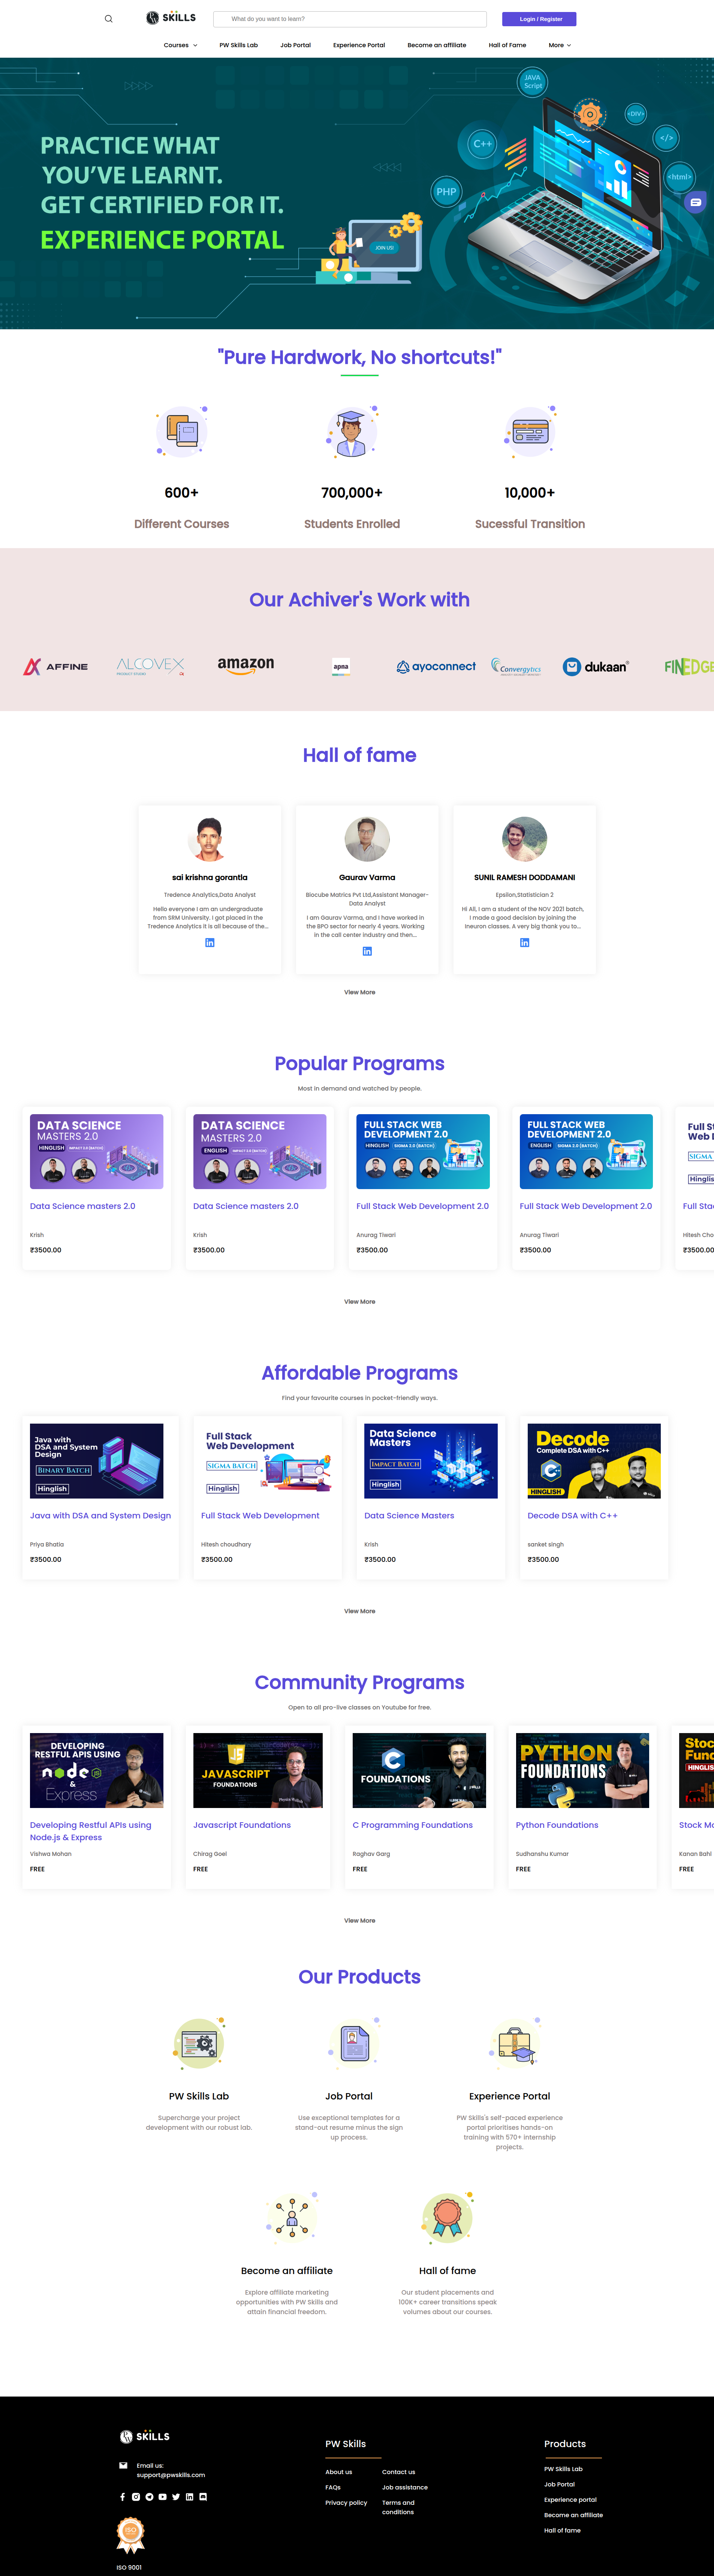 SKILLS
What do you want to learn?
Login / Register
Courses
PW Skills Lab
Job Portal
Experience Portal
Become an affiliate
Hall of Fame
More
PRACTICE WHAT
YOU'VE LEARNT.
GET CERTIFIED FOR IT.
EXPERIENCE PORTAL
JOIN US!
JAVA
Script
C++
PHP
<DIV>
</>
<html>
"Pure Hardwork, No shortcuts!"
600+
Different Courses
700,000+
Students Enrolled
10,000+
Sucessful Transition
Our Achiver's Work with
AFFINE
ALCOVEX
PRODUCT STUDIO
amazon
apna
ayoconnect
Convergytics
dukaan
FINEDGE
Hall of fame
sai krishna gorantla
Tredence Analytics,Data Analyst
Hello everyone I am an undergraduate
from SRM University. I got placed in the
Tredence Analytics It is all because of the...
Gaurav Varma
Biocube Matrics Pvt Ltd,Assistant Manager-
Data Analyst
I am Gaurav Varma, and I have worked in
the BPO sector for nearly 4 years. Working
in the call center industry and then...
SUNIL RAMESH DODDAMANI
Epsilon,Statistician 2
Hi All, I am a student of the NOV 2021 batch,
I made a good decision by joining the
Ineuron classes. A very big thank you to...
View More
Popular Programs
Most in demand and watched by people.
DATA SCIENCE
MASTERS 2.0
HINGLISH
IMPACT 2.0 (BATCH)
Data Science masters 2.0
Krish
₹3500.00
DATA SCIENCE
MASTERS 2.0
ENGLISH
IMPACT 2.0 (BATCH)
Data Science masters 2.0
Krish
₹3500.00
FULL STACK WEB
DEVELOPMENT 2.0
HINGLISH
SIGMA 2.0 (BATCH)
Full Stack Web Development 2.0
Anurag Tiwari
₹3500.00
FULL STACK WEB
DEVELOPMENT 2.0
ENGLISH
SIGMA 2.0 (BATCH)
Full Stack Web Development 2.0
Anurag Tiwari
₹3500.00
Full St
Web D
SIGMA
Hinglis
Full Sta
Hitesh Cho
₹3500.00
View More
Affordable Programs
Find your favourite courses in pocket-friendly ways.
Java with
DSA and System
Design
BINARY BATCH
Hinglish
Java with DSA and System Design
Priya Bhatia
₹3500.00
Full Stack
Web Development
SIGMA BATCH
Hinglish
Full Stack Web Development
Hitesh choudhary
₹3500.00
Data Science
Masters
IMPACT BATCH
Hinglish
Data Science Masters
Krish
₹3500.00
Decode
Complete DSA with C++
HINGLISH
Decode DSA with C++
sanket singh
₹3500.00
View More
Community Programs
Open to all pro-live classes on Youtube for free.
DEVELOPING
RESTFUL APIS USING
node
&
Express
Developing Restful APIs using
Node.js & Express
Vishwa Mohan
FREE
JS
JAVASCRIPT
FOUNDATIONS
Javascript Foundations
Chirag Goel
FREE
C
FOUNDATIONS
C Programming Foundations
Raghav Garg
FREE
PYTHON
FOUNDATIONS
Python Foundations
Sudhanshu Kumar
FREE
Stoc
Fun
HINGLIS
Stock Ma
Kanan Bahl
FREE
View More
Our Products
PW Skills Lab
Supercharge your project
development with our robust lab.
Job Portal
Use exceptional templates for a
stand-out resume minus the sign
up process.
Experience Portal
PW Skills's self-paced experience
portal prioritises hands-on
training with 570+ internship
projects.
Become an affiliate
Explore affiliate marketing
opportunities with PW Skills and
attain financial freedom.
Hall of fame
Our student placements and
100K+ career transitions speak
volumes about our courses.
SKILLS
Email us:
support@pwskills.com
ISO
ISO 9001
PW Skills
About us
FAQs
Privacy policy
Contact us
Job assistance
Terms and
conditions
Products
PW Skills Lab
Job Portal
Experience portal
Become an affiliate
Hall of fame